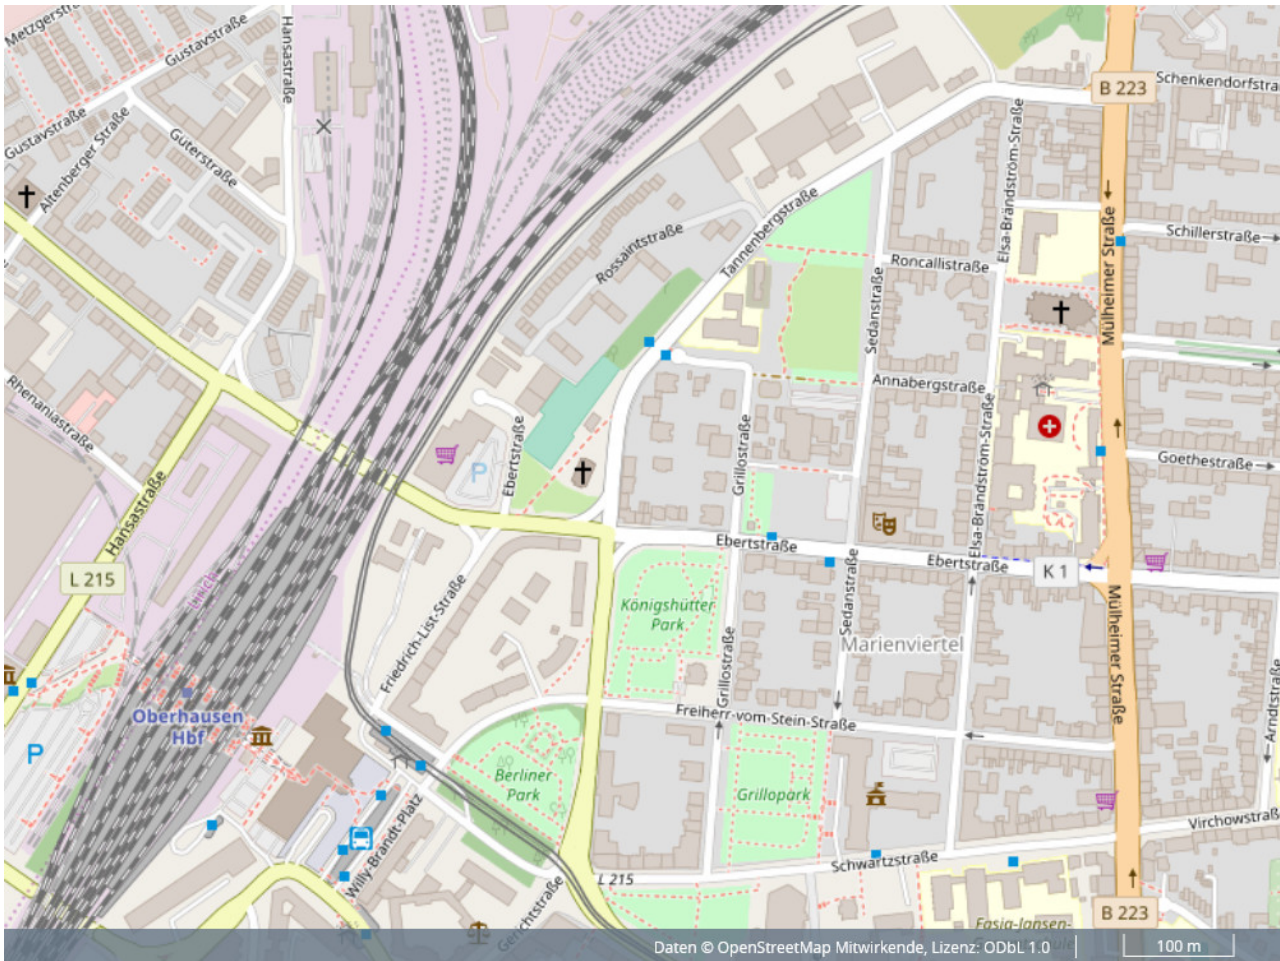 Metzgerstra
Gustavstraße
Hansastraße
Gustavstraße
Altenberger Straße
Güterstraße
B 223
Schenkendorfstra
Elsa-Brändström-Straße
Tannenbergstraße
Rossaintstraße
Mülheimer Straße
Schillerstraße
Roncallistraße
Sedanstraße
Rhenaniastraße
Annabergstraße
Grillostraße
Ebertstraße
P
Elsa-Brändström-Straße
Goethestraße
Hansastraße
Ebertstraße
Ebertstraße
K 1
L 215
Königshütter
Park
Friedrich-List-Straße
Sedanstraße
Marienviertel
Mülheimer Straße
Grillostraße
Arndtstraße
Oberhausen
Hbf
P
Freiherr-vom-Stein-Straße
Berliner
Park
Grillopark
Willy-Brandt-Platz
Virchowstraß
Schwartzstraße
L 215
Gerichtstraße
B 223
Fasia-Jansen-
Daten © OpenStreetMap Mitwirkende, Lizenz: ODbL 1.0
100 m